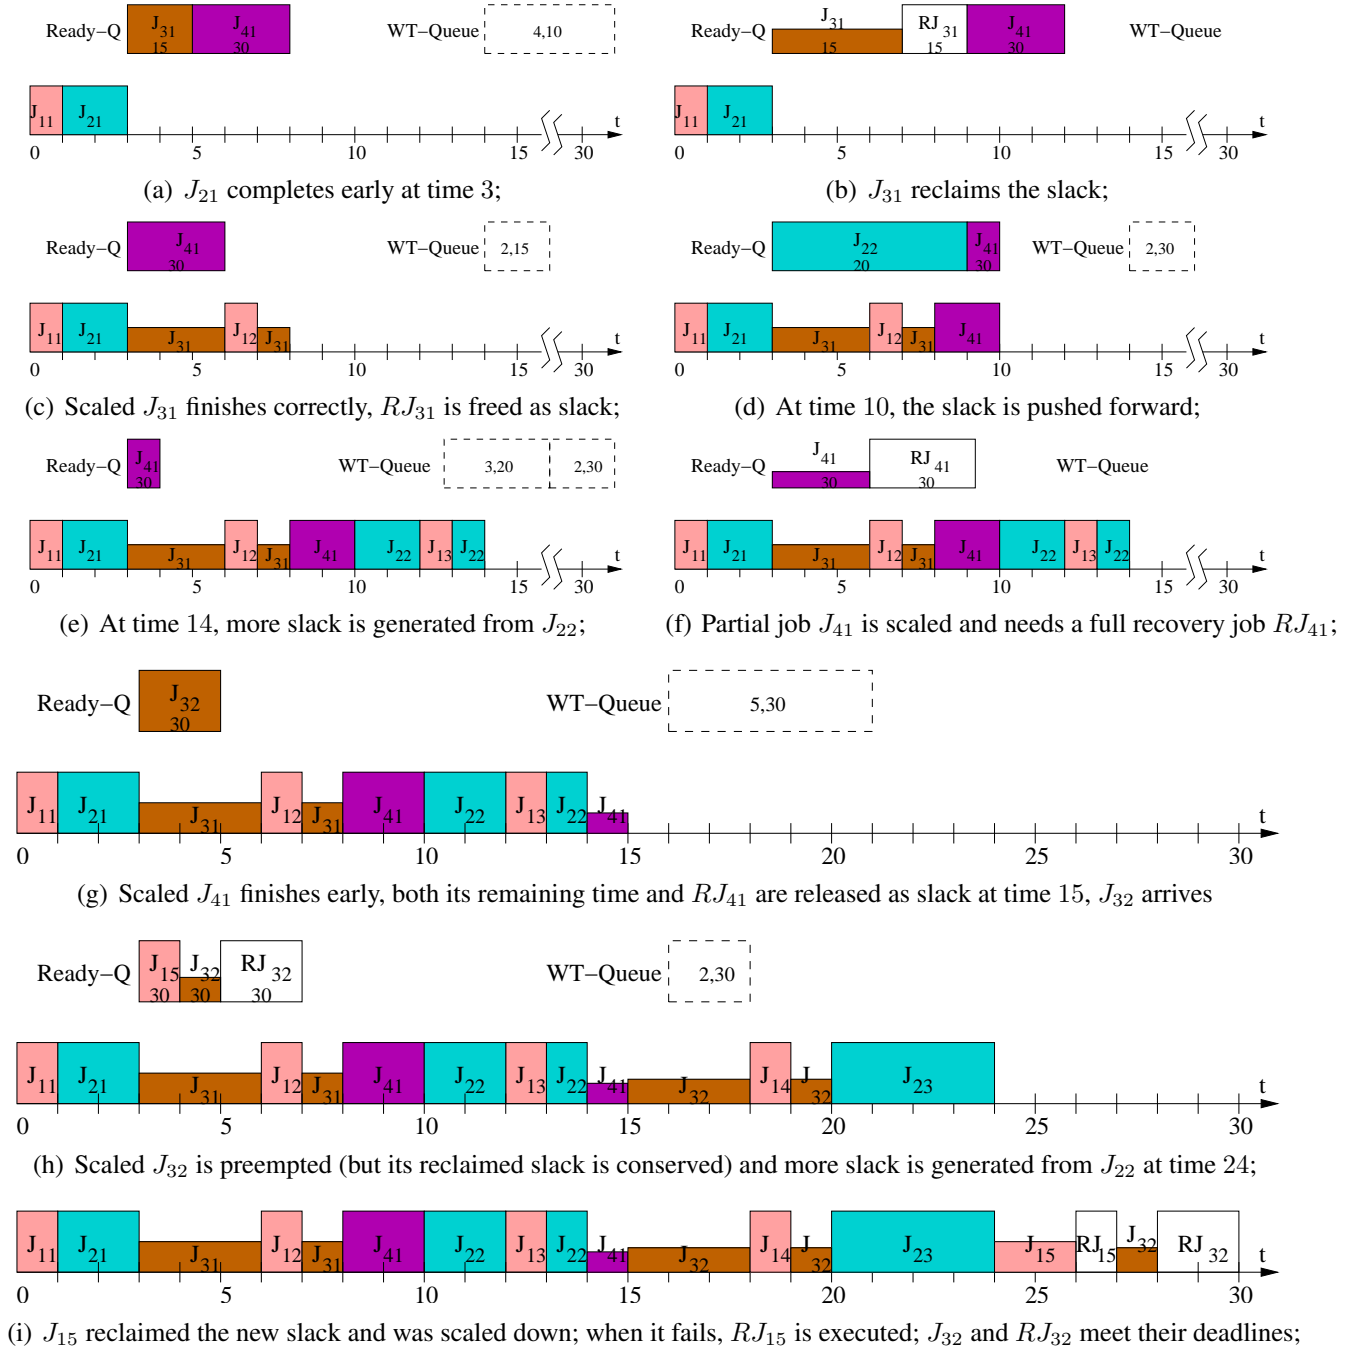 Ready–Q J31 15 J41 30 WT–Queue 4,10
J11 J21 t
0 5 10 15 30
(a) J21 completes early at time 3;
Ready–Q J31 15 RJ31 15 J41 30 WT–Queue
J11 J21 t
0 5 10 15 30
(b) J31 reclaims the slack;
Ready–Q J41 30 WT–Queue 2,15
J11 J21 J31 J12 J31 t
0 5 10 15 30
(c) Scaled J31 finishes correctly, RJ31 is freed as slack;
Ready–Q J22 20 J41 30 WT–Queue 2,30
J11 J21 J31 J12 J31 J41 t
0 5 10 15 30
(d) At time 10, the slack is pushed forward;
Ready–Q J41 30 WT–Queue 3,20 2,30
J11 J21 J31 J12 J31 J41 J22 J13 J22 t
0 5 10 15 30
(e) At time 14, more slack is generated from J22;
Ready–Q J41 30 RJ41 30 WT–Queue
J11 J21 J31 J12 J31 J41 J22 J13 J22 t
0 5 10 15 30
(f) Partial job J41 is scaled and needs a full recovery job RJ41;
Ready–Q J32 30 WT–Queue 5,30
J11 J21 J31 J12 J31 J41 J22 J13 J22 J41 t
0 5 10 15 20 25 30
(g) Scaled J41 finishes early, both its remaining time and RJ41 are released as slack at time 15, J32 arrives
Ready–Q J15 30 J32 30 RJ32 30 WT–Queue 2,30
J11 J21 J31 J12 J31 J41 J22 J13 J22 J41 J32 J14 J32 J23 t
0 5 10 15 20 25 30
(h) Scaled J32 is preempted (but its reclaimed slack is conserved) and more slack is generated from J22 at time 24;
J11 J21 J31 J12 J31 J41 J22 J13 J22 J41 J32 J14 J32 J23 J15 RJ15 J32 RJ32 t
0 5 10 15 20 25 30
(i) J15 reclaimed the new slack and was scaled down; when it fails, RJ15 is executed; J32 and RJ32 meet their deadlines;